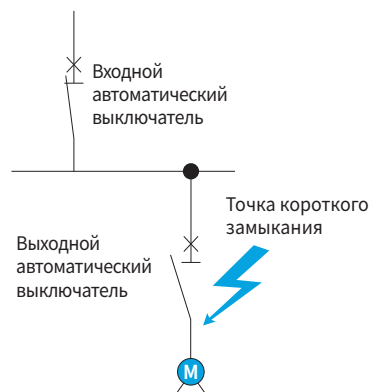 Входной
автоматический
выключатель
Точка короткого
замыкания
Выходной
автоматический
выключатель
M